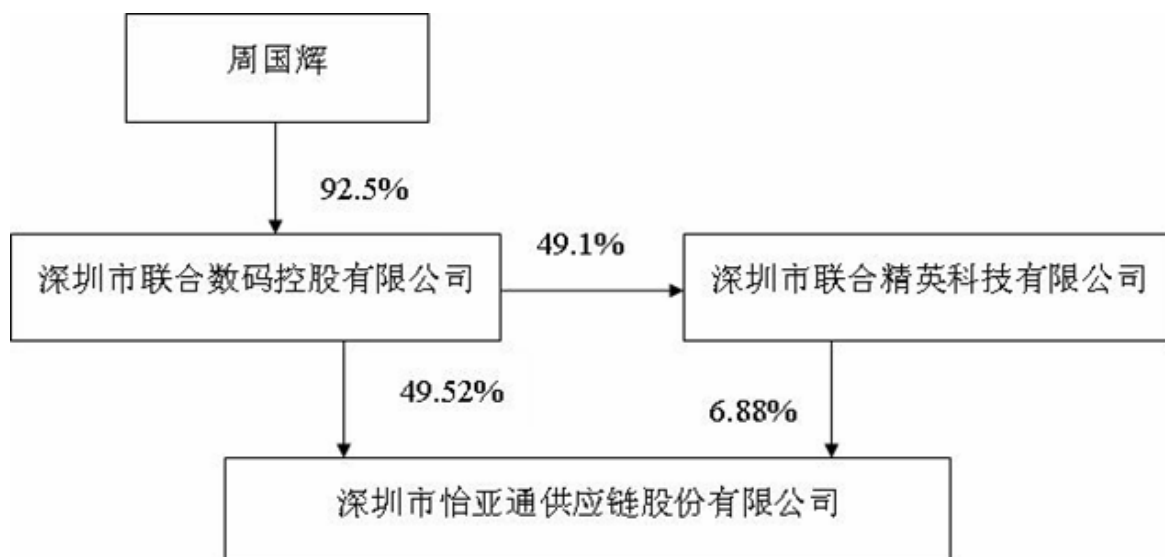 周国辉
92.5%
49.1%
深圳市联合数码控股有限公司
深圳市联合精英科技有限公司
49.52%
6.88%
深圳市怡亚通供应链股份有限公司